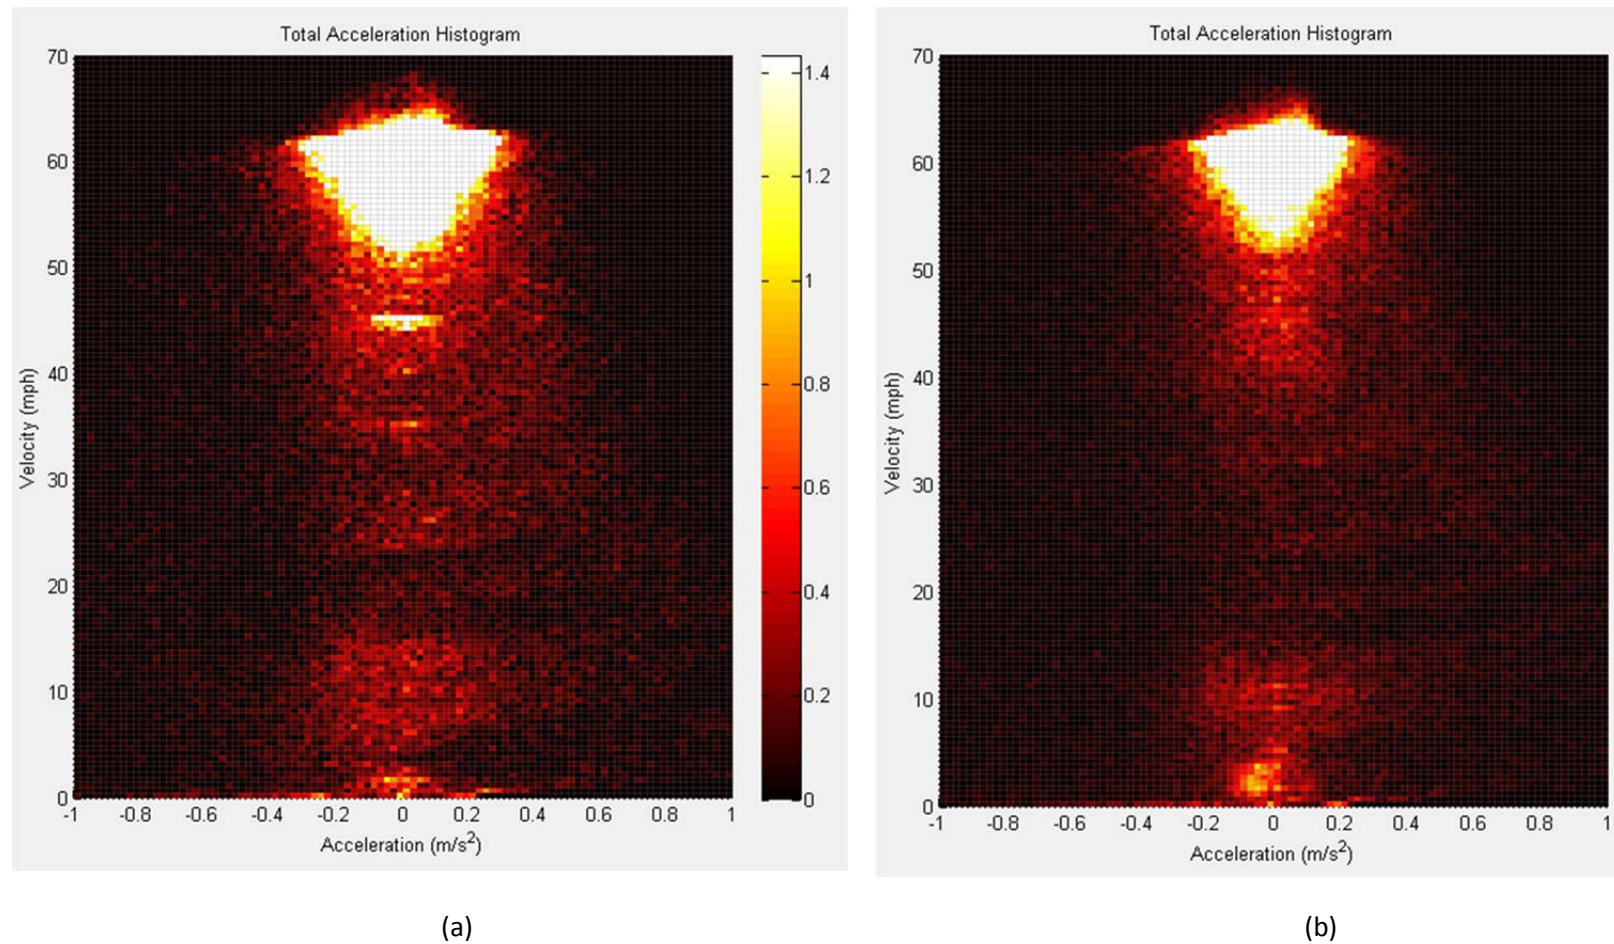 Total Acceleration Histogram
70
60
50
40
30
20
10
0
Velocity (mph)
-1 -0.8 -0.6 -0.4 -0.2 0 0.2 0.4 0.6 0.8 1
Acceleration (m/s²)
1.4
1.2
1
0.8
0.6
0.4
0.2
0
(a)
Total Acceleration Histogram
70
60
50
40
30
20
10
0
Velocity (mph)
-1 -0.8 -0.6 -0.4 -0.2 0 0.2 0.4 0.6 0.8 1
Acceleration (m/s²)
(b)